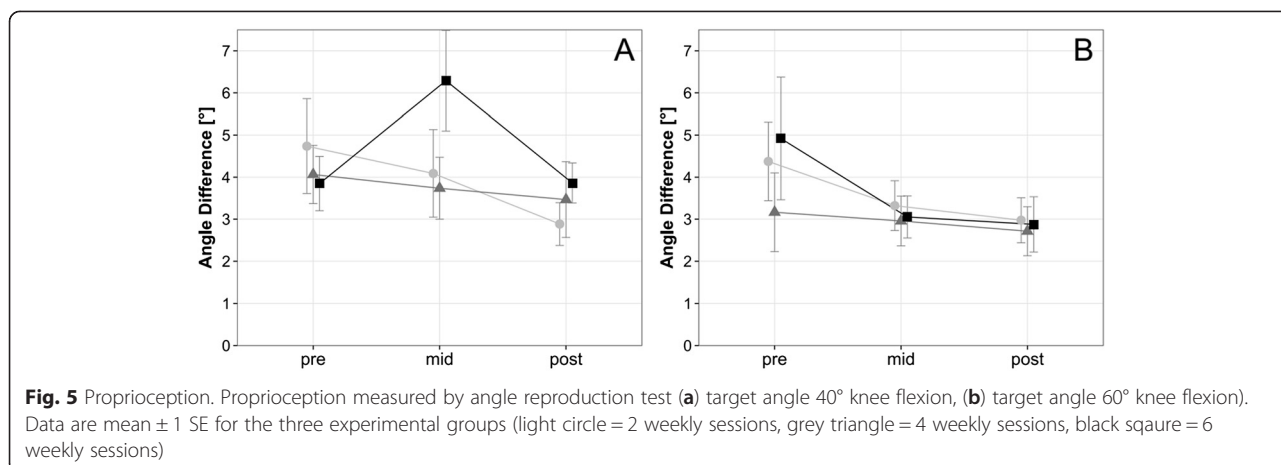 A
B
Angle Difference [°]
7
6
5
4
3
2
1
0
pre
mid
post
Angle Difference [°]
7
6
5
4
3
2
1
0
pre
mid
post
Fig. 5 Proprioception. Proprioception measured by angle reproduction test (a) target angle 40° knee flexion, (b) target angle 60° knee flexion).
Data are mean ± 1 SE for the three experimental groups (light circle = 2 weekly sessions, grey triangle = 4 weekly sessions, black sqaure = 6
weekly sessions)